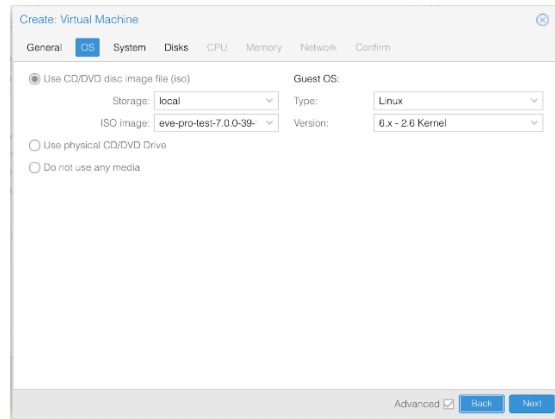 Create: Virtual Machine
General OS System Disks CPU Memory Network Confirm
Use CD/DVD disc image file (iso) Guest OS:
Storage: local Type: Linux
ISO image: eve-pro-test-7.0.0-39- Version: 6.x - 2.6 Kernel
Use physical CD/DVD Drive
Do not use any media
Advanced Back Next